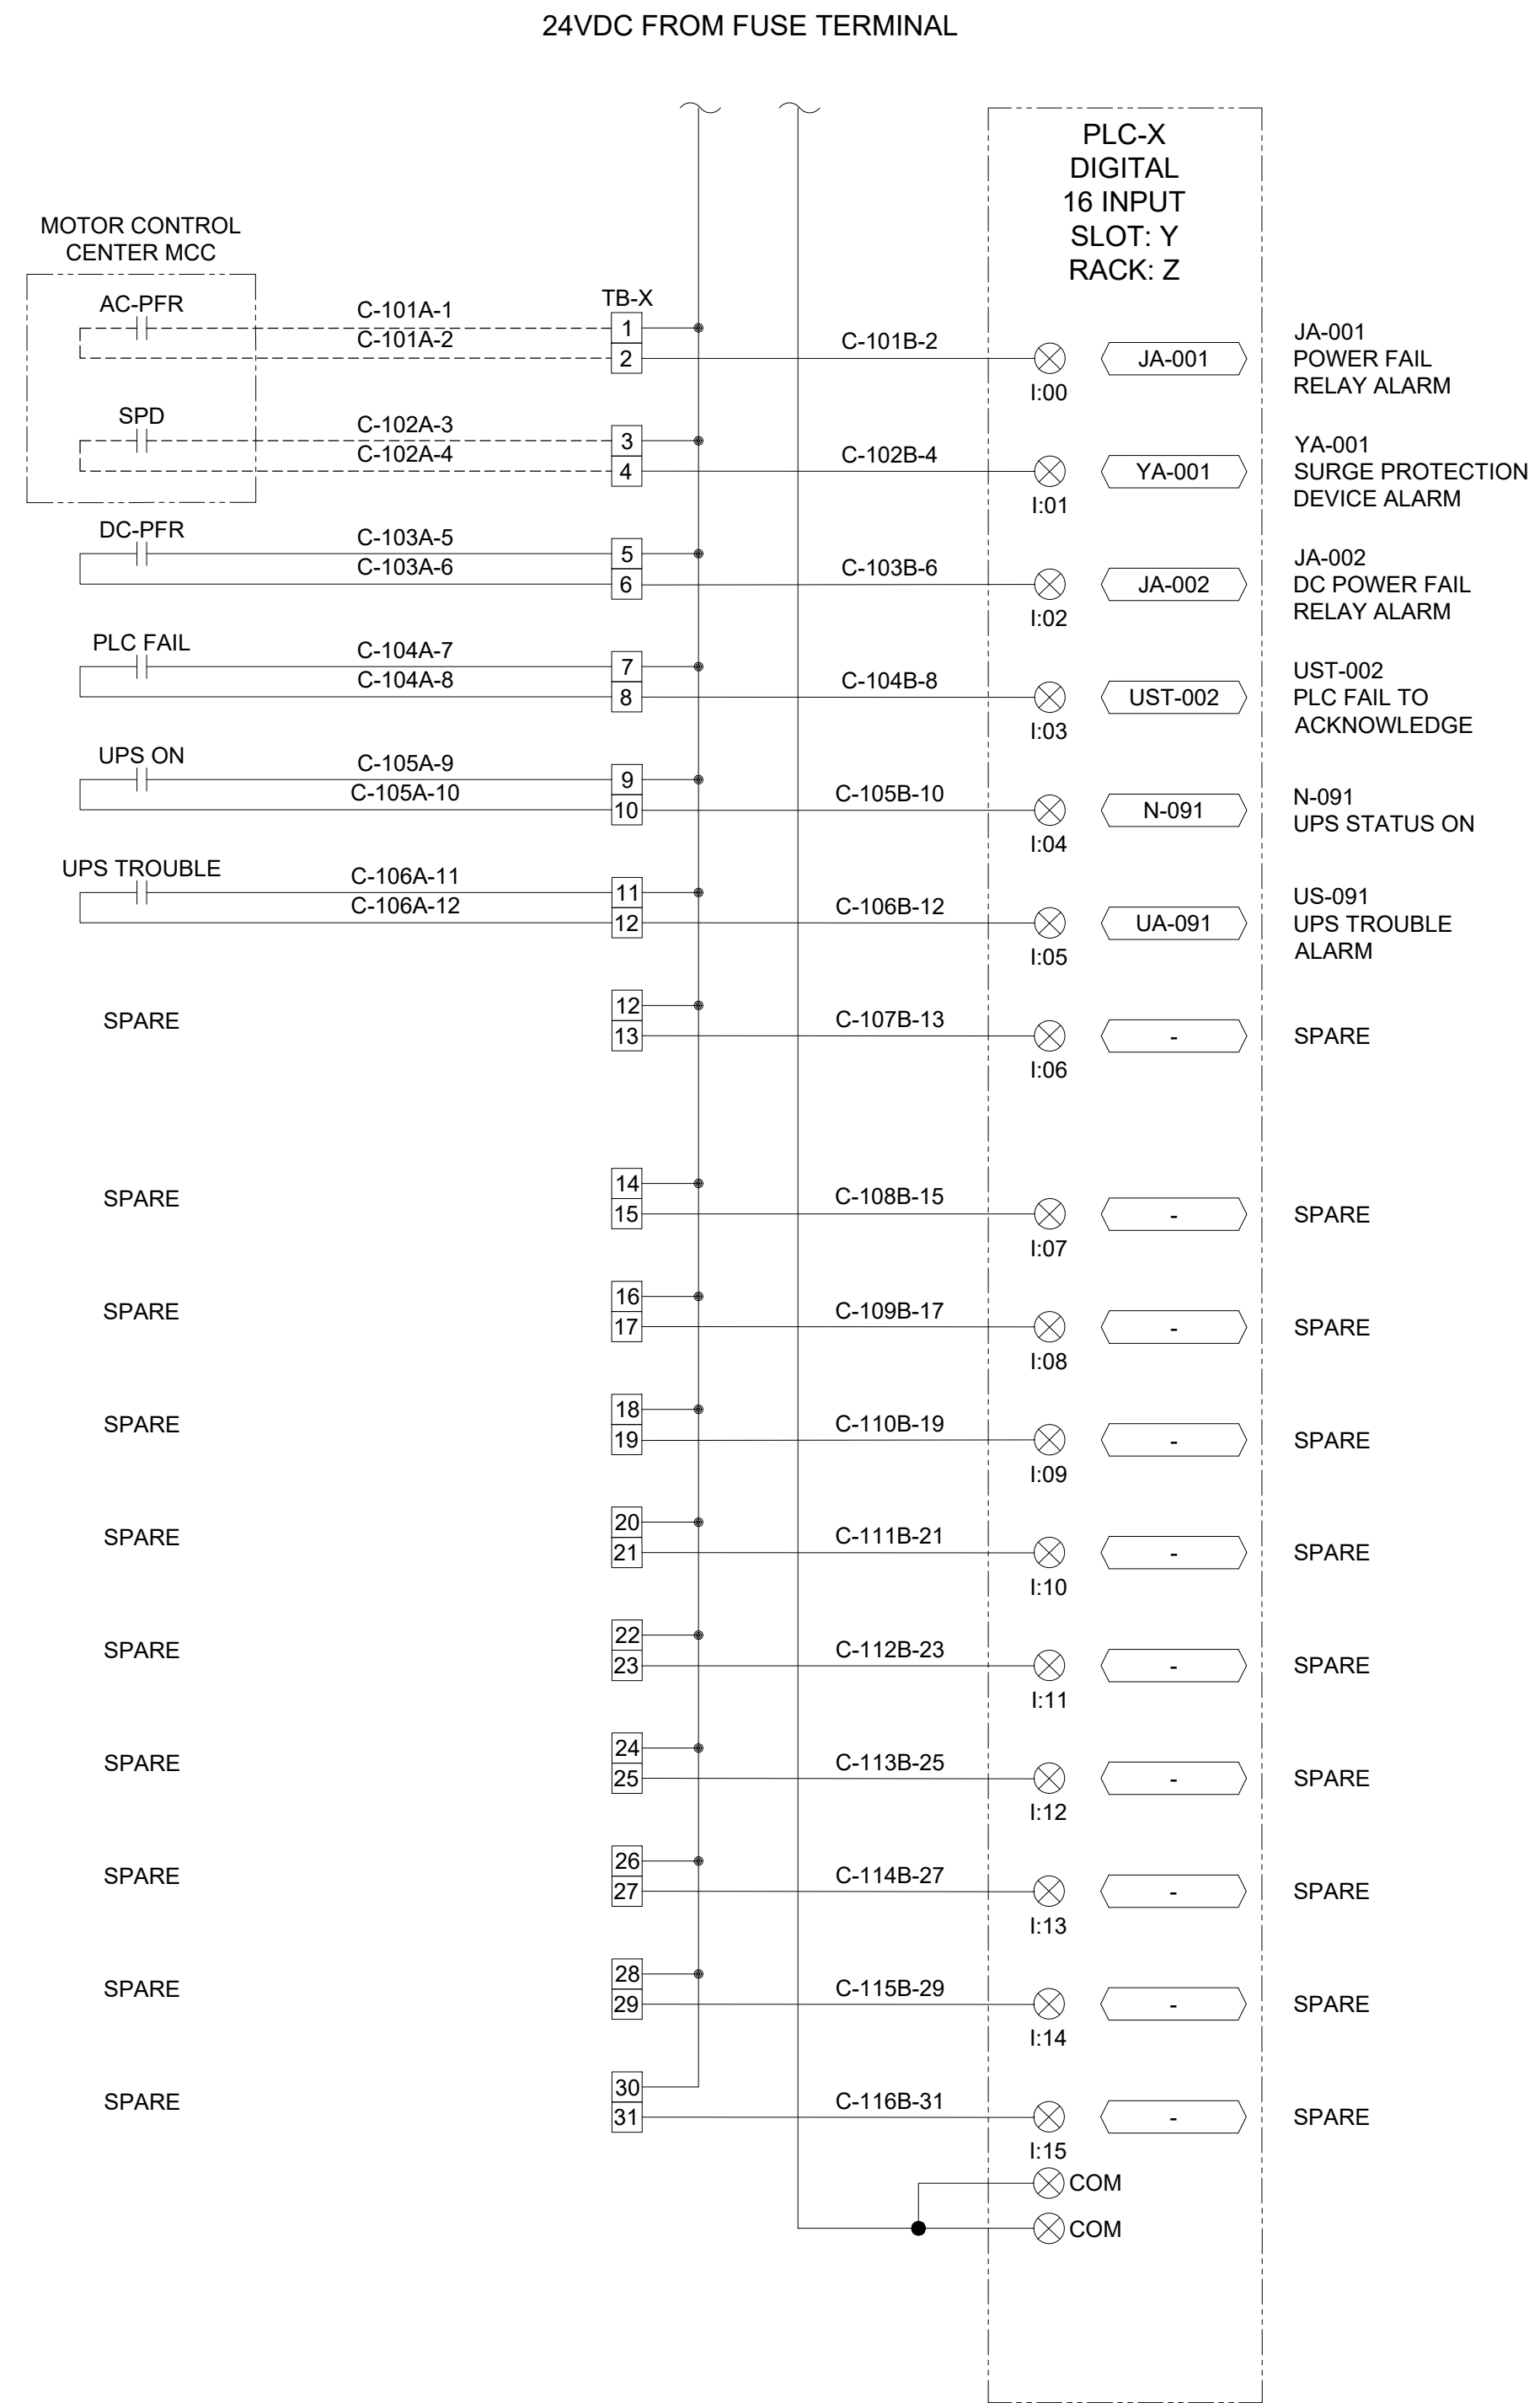 24VDC FROM FUSE TERMINAL
PLC-X
DIGITAL
16 INPUT
SLOT: Y
RACK: Z
MOTOR CONTROL
CENTER MCC
TB-X
AC-PFR
C-101A-1
1
C-101A-2
2
C-101B-2
I:00
JA-001
JA-001
POWER FAIL
RELAY ALARM
SPD
C-102A-3
3
C-102A-4
4
C-102B-4
I:01
YA-001
YA-001
SURGE PROTECTION
DEVICE ALARM
DC-PFR
C-103A-5
5
C-103A-6
6
C-103B-6
I:02
JA-002
JA-002
DC POWER FAIL
RELAY ALARM
PLC FAIL
C-104A-7
7
C-104A-8
8
C-104B-8
I:03
UST-002
UST-002
PLC FAIL TO
ACKNOWLEDGE
UPS ON
C-105A-9
9
C-105A-10
10
C-105B-10
I:04
N-091
N-091
UPS STATUS ON
UPS TROUBLE
C-106A-11
11
C-106A-12
12
C-106B-12
I:05
UA-091
US-091
UPS TROUBLE
ALARM
SPARE
12
13
C-107B-13
I:06
-
SPARE
SPARE
14
15
C-108B-15
I:07
-
SPARE
SPARE
16
17
C-109B-17
I:08
-
SPARE
SPARE
18
19
C-110B-19
I:09
-
SPARE
SPARE
20
21
C-111B-21
I:10
-
SPARE
SPARE
22
23
C-112B-23
I:11
-
SPARE
SPARE
24
25
C-113B-25
I:12
-
SPARE
SPARE
26
27
C-114B-27
I:13
-
SPARE
SPARE
28
29
C-115B-29
I:14
-
SPARE
SPARE
30
31
C-116B-31
I:15
-
SPARE
COM
COM